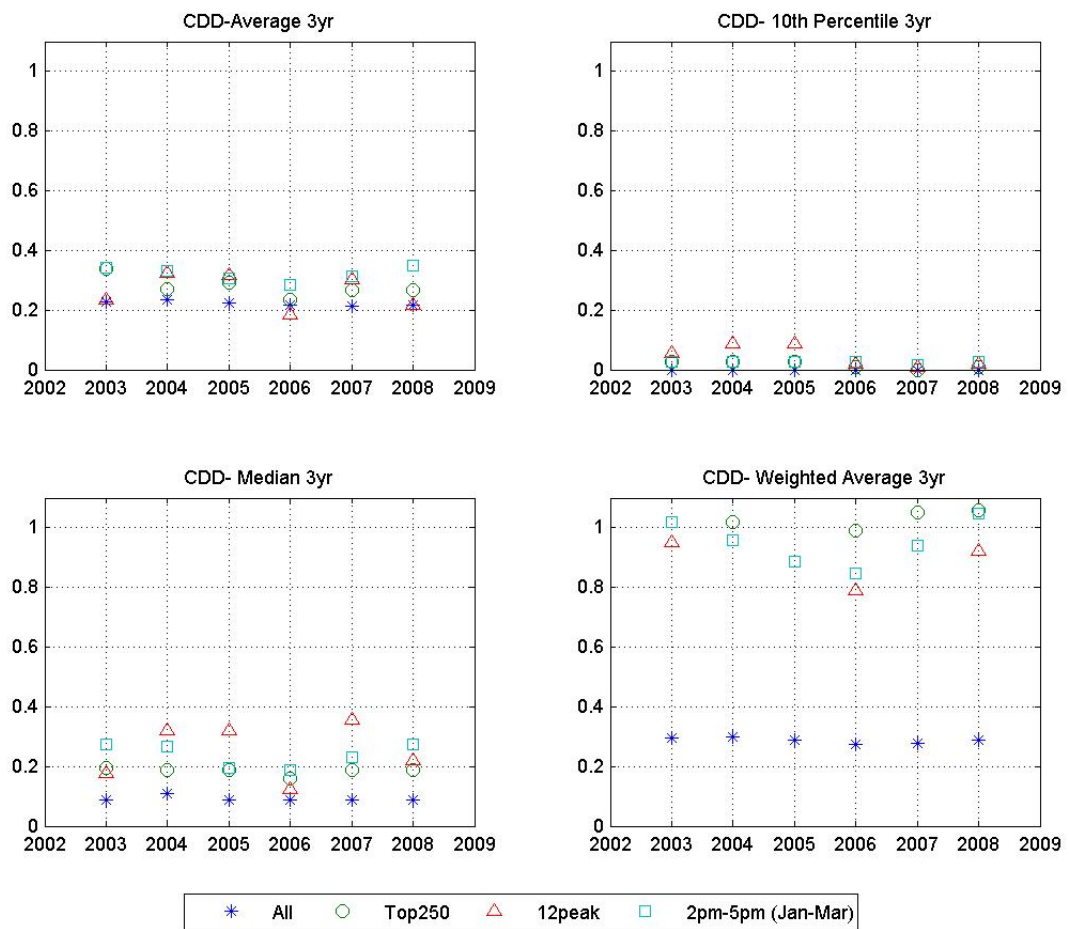 CDD-Average 3yr
1
0.8
0.6
0.4
0.2
0
2002 2003 2004 2005 2006 2007 2008 2009
CDD- 10th Percentile 3yr
1
0.8
0.6
0.4
0.2
0
2002 2003 2004 2005 2006 2007 2008 2009
CDD- Median 3yr
1
0.8
0.6
0.4
0.2
0
2002 2003 2004 2005 2006 2007 2008 2009
CDD- Weighted Average 3yr
1
0.8
0.6
0.4
0.2
0
2002 2003 2004 2005 2006 2007 2008 2009
All Top250 12peak 2pm-5pm (Jan-Mar)